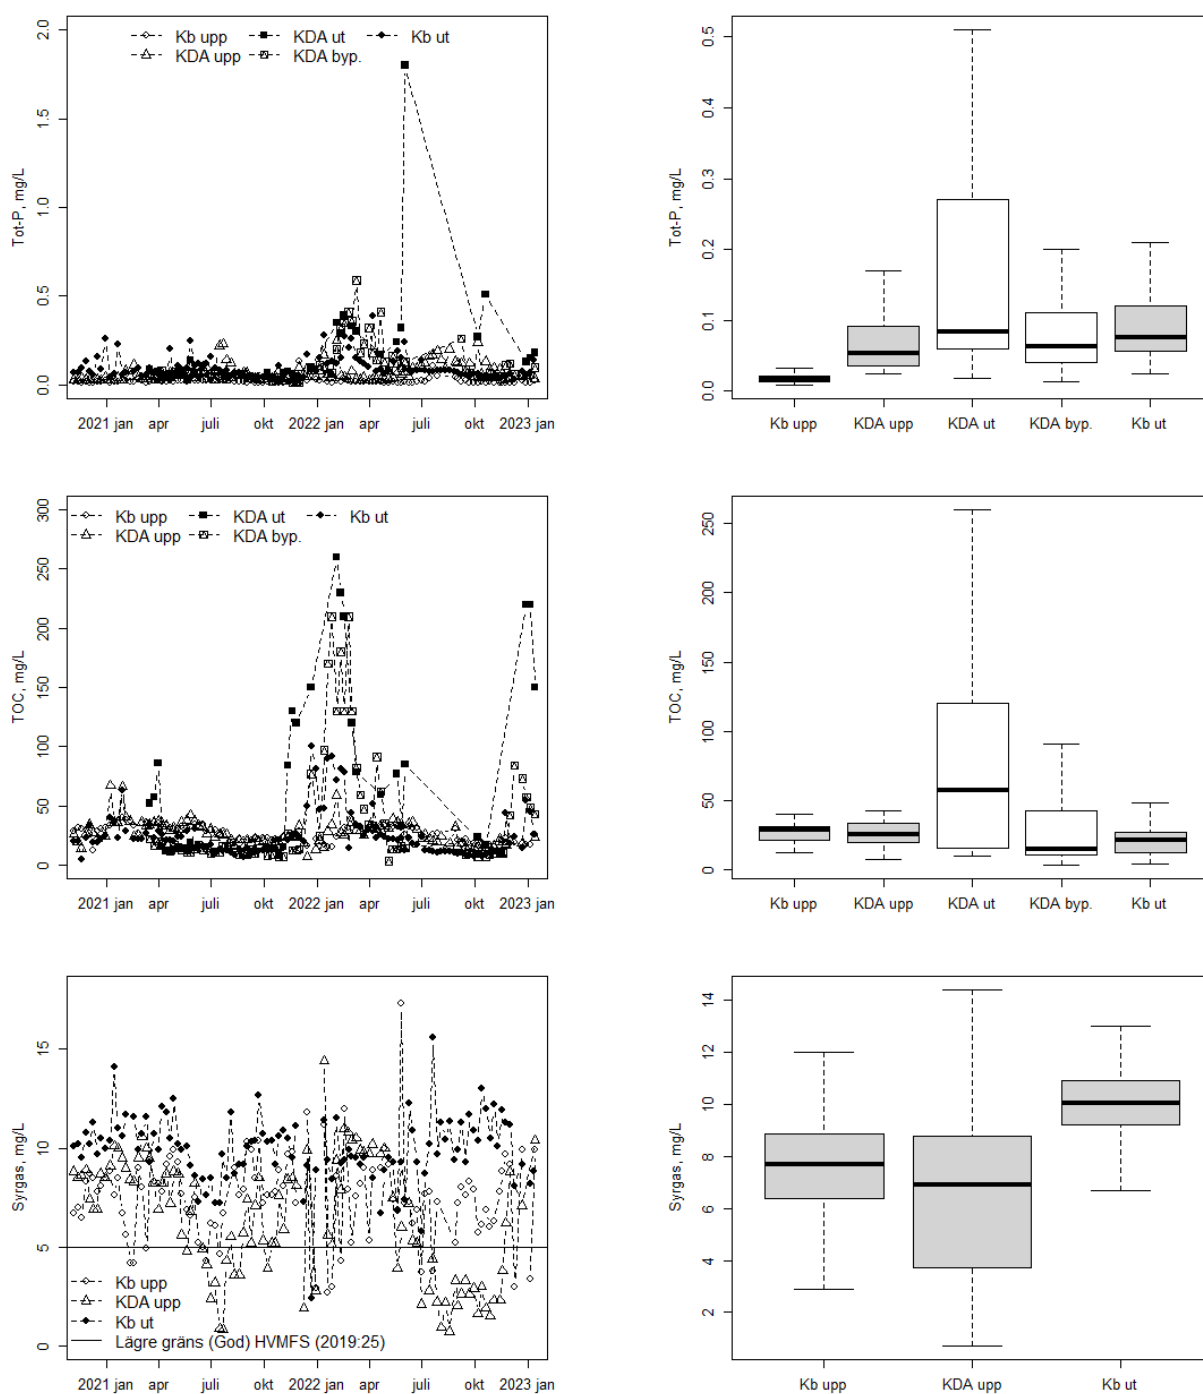 Tot-P, mg/L
2.0
1.5
1.0
0.5
0.0
Kb upp KDA ut Kb ut
KDA upp KDA byp.
2021 jan apr juli okt 2022 jan apr juli okt 2023 jan
Tot-P, mg/L
0.5
0.4
0.3
0.2
0.1
0.0
Kb upp KDA upp KDA ut KDA byp. Kb ut
TOC, mg/L
300
250
200
150
100
50
0
Kb upp KDA ut Kb ut
KDA upp KDA byp.
2021 jan apr juli okt 2022 jan apr juli okt 2023 jan
TOC, mg/L
250
200
150
100
50
0
Kb upp KDA upp KDA ut KDA byp. Kb ut
Syrgas, mg/L
15
10
5
0
Kb upp
KDA upp
Kb ut
Lägre gräns (God) HVMFS (2019:25)
2021 jan apr juli okt 2022 jan apr juli okt 2023 jan
Syrgas, mg/L
14
12
10
8
6
4
2
Kb upp KDA upp Kb ut